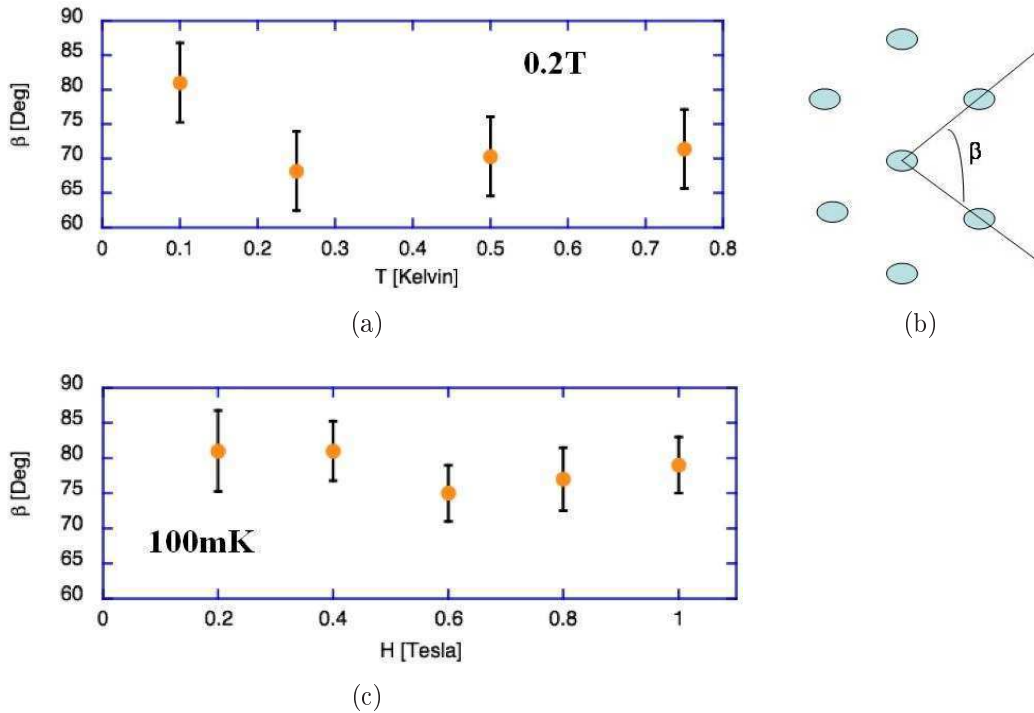 90
85
80
75
70
65
60
β [Deg]
0.2T
0 0.1 0.2 0.3 0.4 0.5 0.6 0.7 0.8
T [Kelvin]
(a)
β
(b)
90
85
80
75
70
65
60
β [Deg]
100mK
0 0.2 0.4 0.6 0.8 1
H [Tesla]
(c)